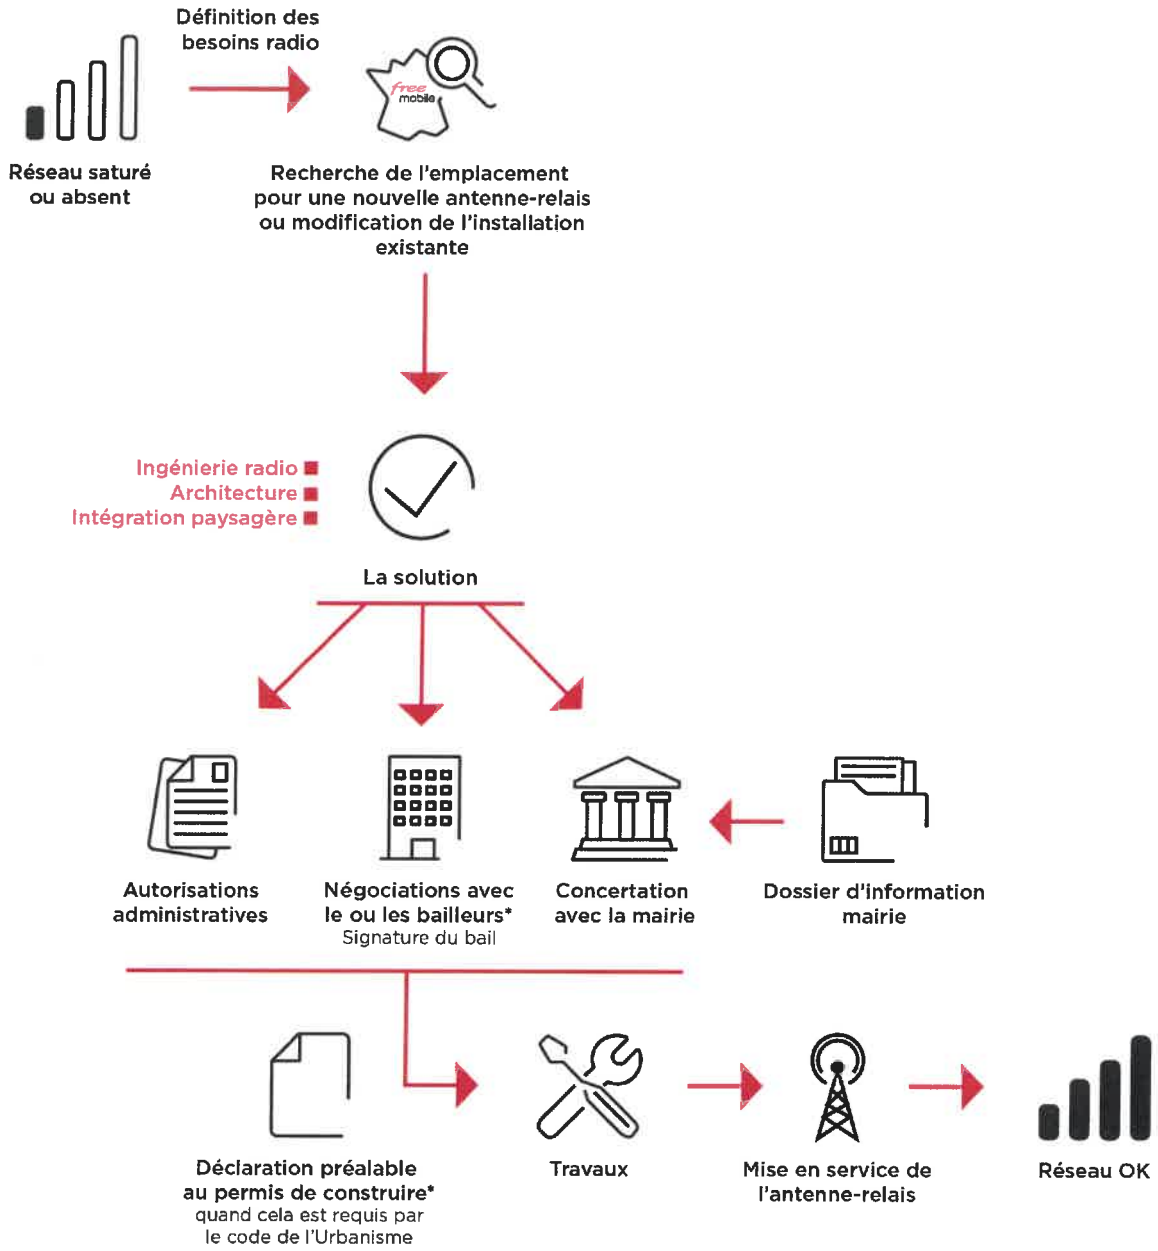 Définition des
besoins radio
free
mobile
Réseau saturé
ou absent
Recherche de l'emplacement
pour une nouvelle antenne-relais
ou modification de l'installation
existante
Ingénierie radio
Architecture
Intégration paysagère
La solution
Autorisations
administratives
Négociations avec
le ou les bailleurs*
Signature du bail
Concertation
avec la mairie
Dossier d'information
mairie
Déclaration préalable
au permis de construire*
quand cela est requis par
le code de l'Urbanisme
Travaux
Mise en service de
l'antenne-relais
Réseau OK